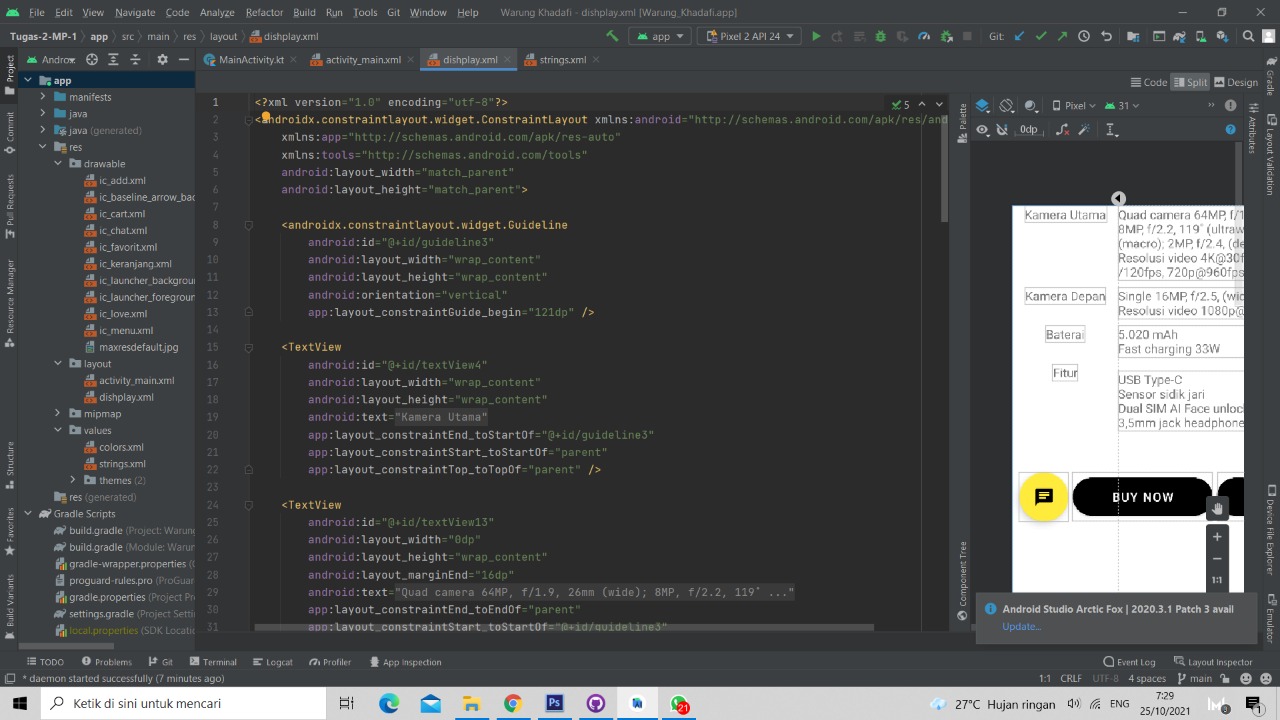 File Edit View Navigate Code Analyze Refactor Build Run Tools Git Window Help Warung Khadafi - dishplay.xml [Warung_Khadafi.app]
Tugas-2-MP-1 app src main res layout dishplay.xml app Pixel 2 API 24 Git:
Androi MainActivity.kt activity_main.xml dishplay.xml strings.xml
Code Split Design
app
manifests
java
java (generated)
res
drawable
ic_add.xml
ic_baseline_arrow_bac
ic_cart.xml
ic_chat.xml
ic_favorit.xml
ic_keranjang.xml
ic_launcher_backgroun
ic_launcher_foregroun
ic_love.xml
ic_menu.xml
maxresdefault.jpg
layout
activity_main.xml
dishplay.xml
mipmap
values
colors.xml
strings.xml
themes (2)
res (generated)
Gradle Scripts
build.gradle (Project: Warung
build.gradle (Module: Warun
gradle-wrapper.properties (
proguard-rules.pro (ProGua
gradle.properties (Project
settings.gradle (Project Settin
local.properties (SDK Locatio
Project
Commit
Pull Requests
Resource Manager
Structure
Favorites
Build Variants
1 <?xml version="1.0" encoding="utf-8"?>
2 <androidx.constraintlayout.widget.ConstraintLayout xmlns:android="http://schemas.android.com/apk/res/and
3 xmlns:app="http://schemas.android.com/apk/res-auto"
4 xmlns:tools="http://schemas.android.com/tools"
5 android:layout_width="match_parent"
6 android:layout_height="match_parent">
7
8 <androidx.constraintlayout.widget.Guideline
9 android:id="@+id/guideline3"
10 android:layout_width="wrap_content"
11 android:layout_height="wrap_content"
12 android:orientation="vertical"
13 app:layout_constraintGuide_begin="121dp" />
14
15 <TextView
16 android:id="@+id/textView4"
17 android:layout_width="wrap_content"
18 android:layout_height="wrap_content"
19 android:text="Kamera Utama"
20 app:layout_constraintEnd_toStartOf="@+id/guideline3"
21 app:layout_constraintStart_toStartOf="parent"
22 app:layout_constraintTop_toTopOf="parent" />
23
24 <TextView
25 android:id="@+id/textView13"
26 android:layout_width="0dp"
27 android:layout_height="wrap_content"
28 android:layout_marginEnd="16dp"
29 android:text="Quad camera 64MP, f/1.9, 26mm (wide); 8MP, f/2.2, 119˚ ..."
30 app:layout_constraintEnd_toEndOf="parent"
31 app:layout_constraintStart_toStartOf="@+id/guideline3"
5
Palette
Component Tree
Pixel 31
0dp
Kamera Utama
Quad camera 64MP, f/1
8MP, f/2.2, 119˚ (ultraw
(macro); 2MP, f/2.4, (de
Resolusi video 4K@30f
/120fps, 720p@960fps
Kamera Depan
Single 16MP, f/2.5, (wid
Resolusi video 1080p@
Baterai
5.020 mAh
Fast charging 33W
Fitur
USB Type-C
Sensor sidik jari
Dual SIM AI Face unloc
3,5mm jack headphone
BUY NOW
1:1
Android Studio Arctic Fox | 2020.3.1 Patch 3 avail
Update...
Attributes
Gradle
Layout Validation
Device File Explorer
Emulator
TODO Problems Git Terminal Logcat Profiler App Inspection Event Log Layout Inspector
* daemon started successfully (7 minutes ago) 1:1 CRLF UTF-8 4 spaces main
Ketik di sini untuk mencari 21 27°C Hujan ringan ENG 7:29 25/10/2021 3 1